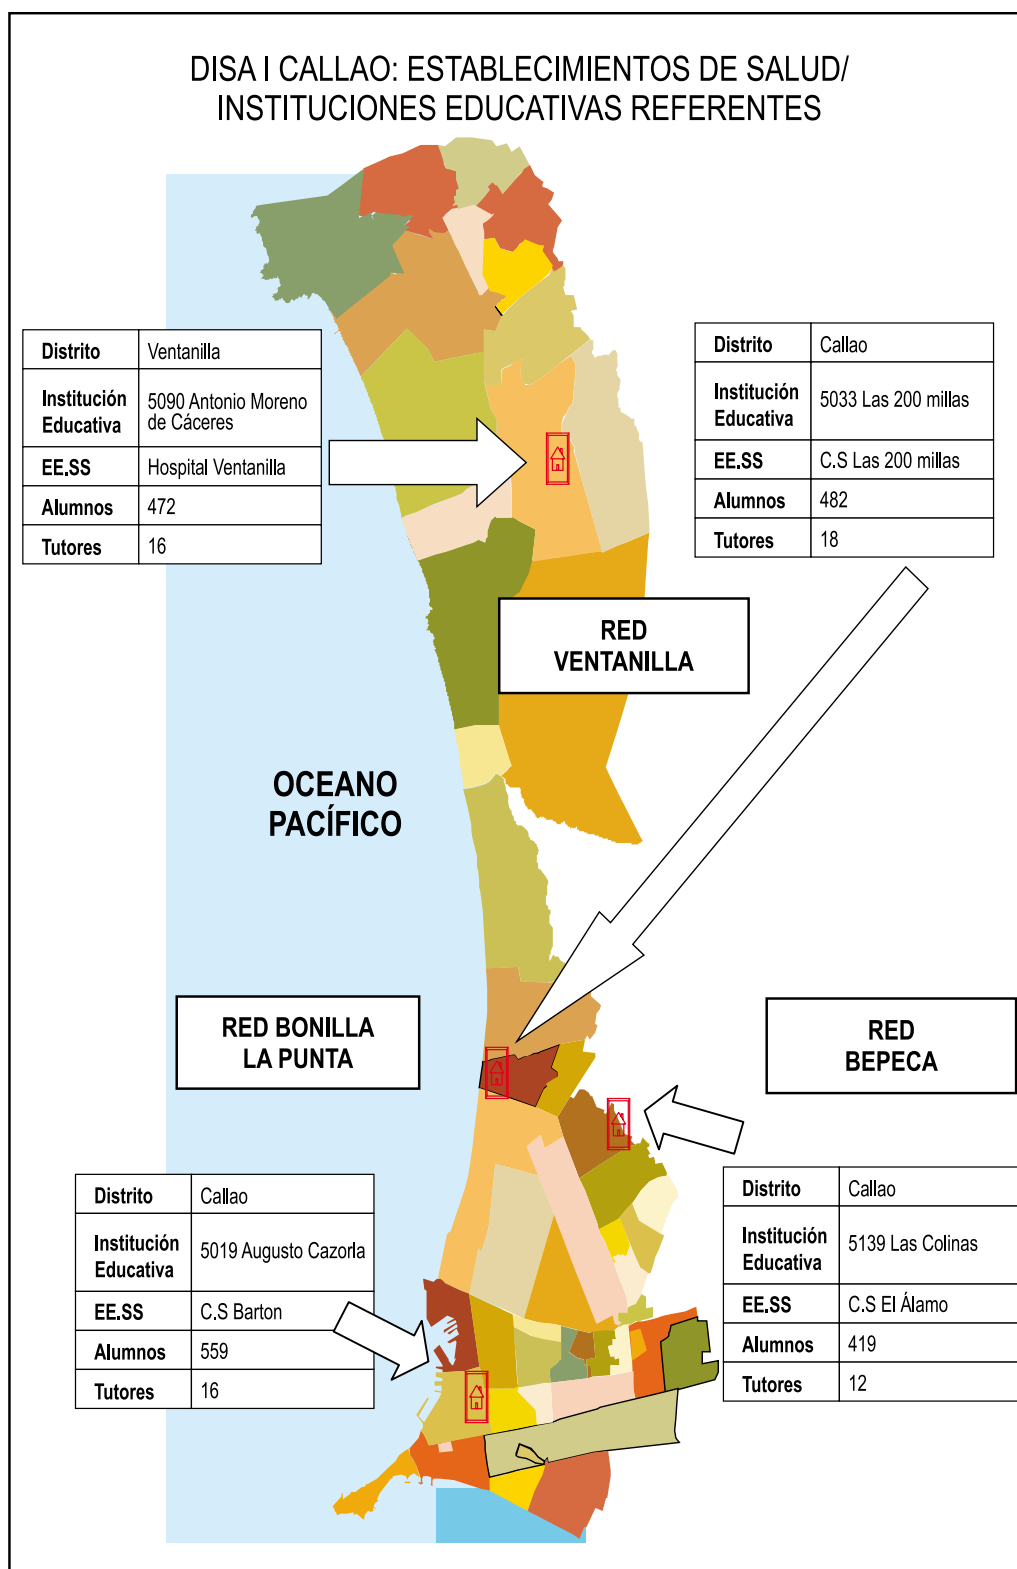 DISA I CALLAO: ESTABLECIMIENTOS DE SALUD/
INSTITUCIONES EDUCATIVAS REFERENTES
Distrito Ventanilla
Institución Educativa 5090 Antonio Moreno de Cáceres
EE.SS Hospital Ventanilla
Alumnos 472
Tutores 16
Distrito Callao
Institución Educativa 5033 Las 200 millas
EE.SS C.S Las 200 millas
Alumnos 482
Tutores 18
RED
VENTANILLA
OCEANO
PACÍFICO
RED BONILLA
LA PUNTA
RED
BEPECA
Distrito Callao
Institución Educativa 5019 Augusto Cazorla
EE.SS C.S Barton
Alumnos 559
Tutores 16
Distrito Callao
Institución Educativa 5139 Las Colinas
EE.SS C.S El Álamo
Alumnos 419
Tutores 12